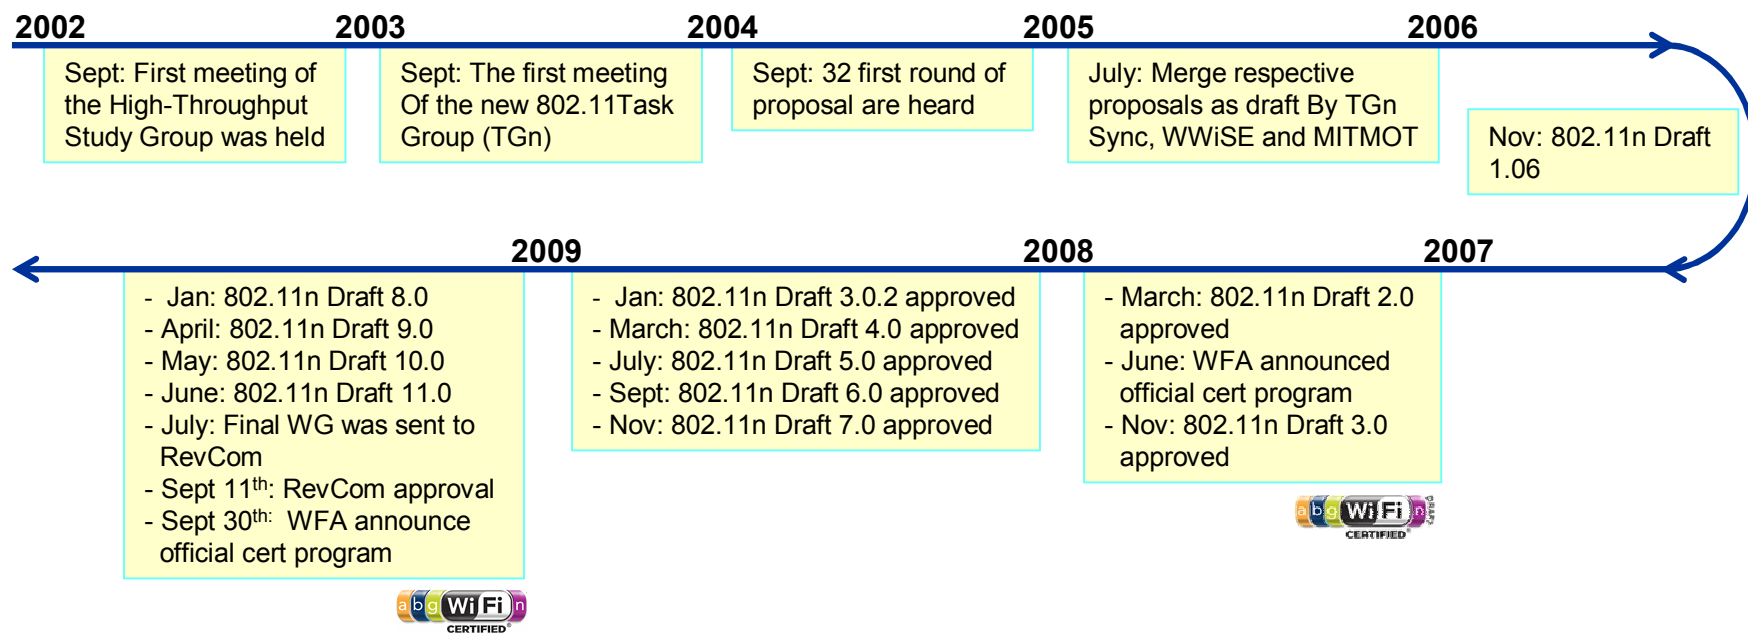 2002 2003 2004 2005 2006
Sept: First meeting of
the High-Throughput
Study Group was held
Sept: The first meeting
Of the new 802.11Task
Group (TGn)
Sept: 32 first round of
proposal are heard
July: Merge respective
proposals as draft By TGn
Sync, WWiSE and MITMOT
Nov: 802.11n Draft
1.06
2009 2008 2007
- Jan: 802.11n Draft 8.0
- April: 802.11n Draft 9.0
- May: 802.11n Draft 10.0
- June: 802.11n Draft 11.0
- July: Final WG was sent to
RevCom
- Sept 11th: RevCom approval
- Sept 30th: WFA announce
official cert program
- Jan: 802.11n Draft 3.0.2 approved
- March: 802.11n Draft 4.0 approved
- July: 802.11n Draft 5.0 approved
- Sept: 802.11n Draft 6.0 approved
- Nov: 802.11n Draft 7.0 approved
- March: 802.11n Draft 2.0
approved
- June: WFA announced
official cert program
- Nov: 802.11n Draft 3.0
approved
a b g Wi Fi n DRAFT
CERTIFIED®
a b g Wi Fi n
CERTIFIED®